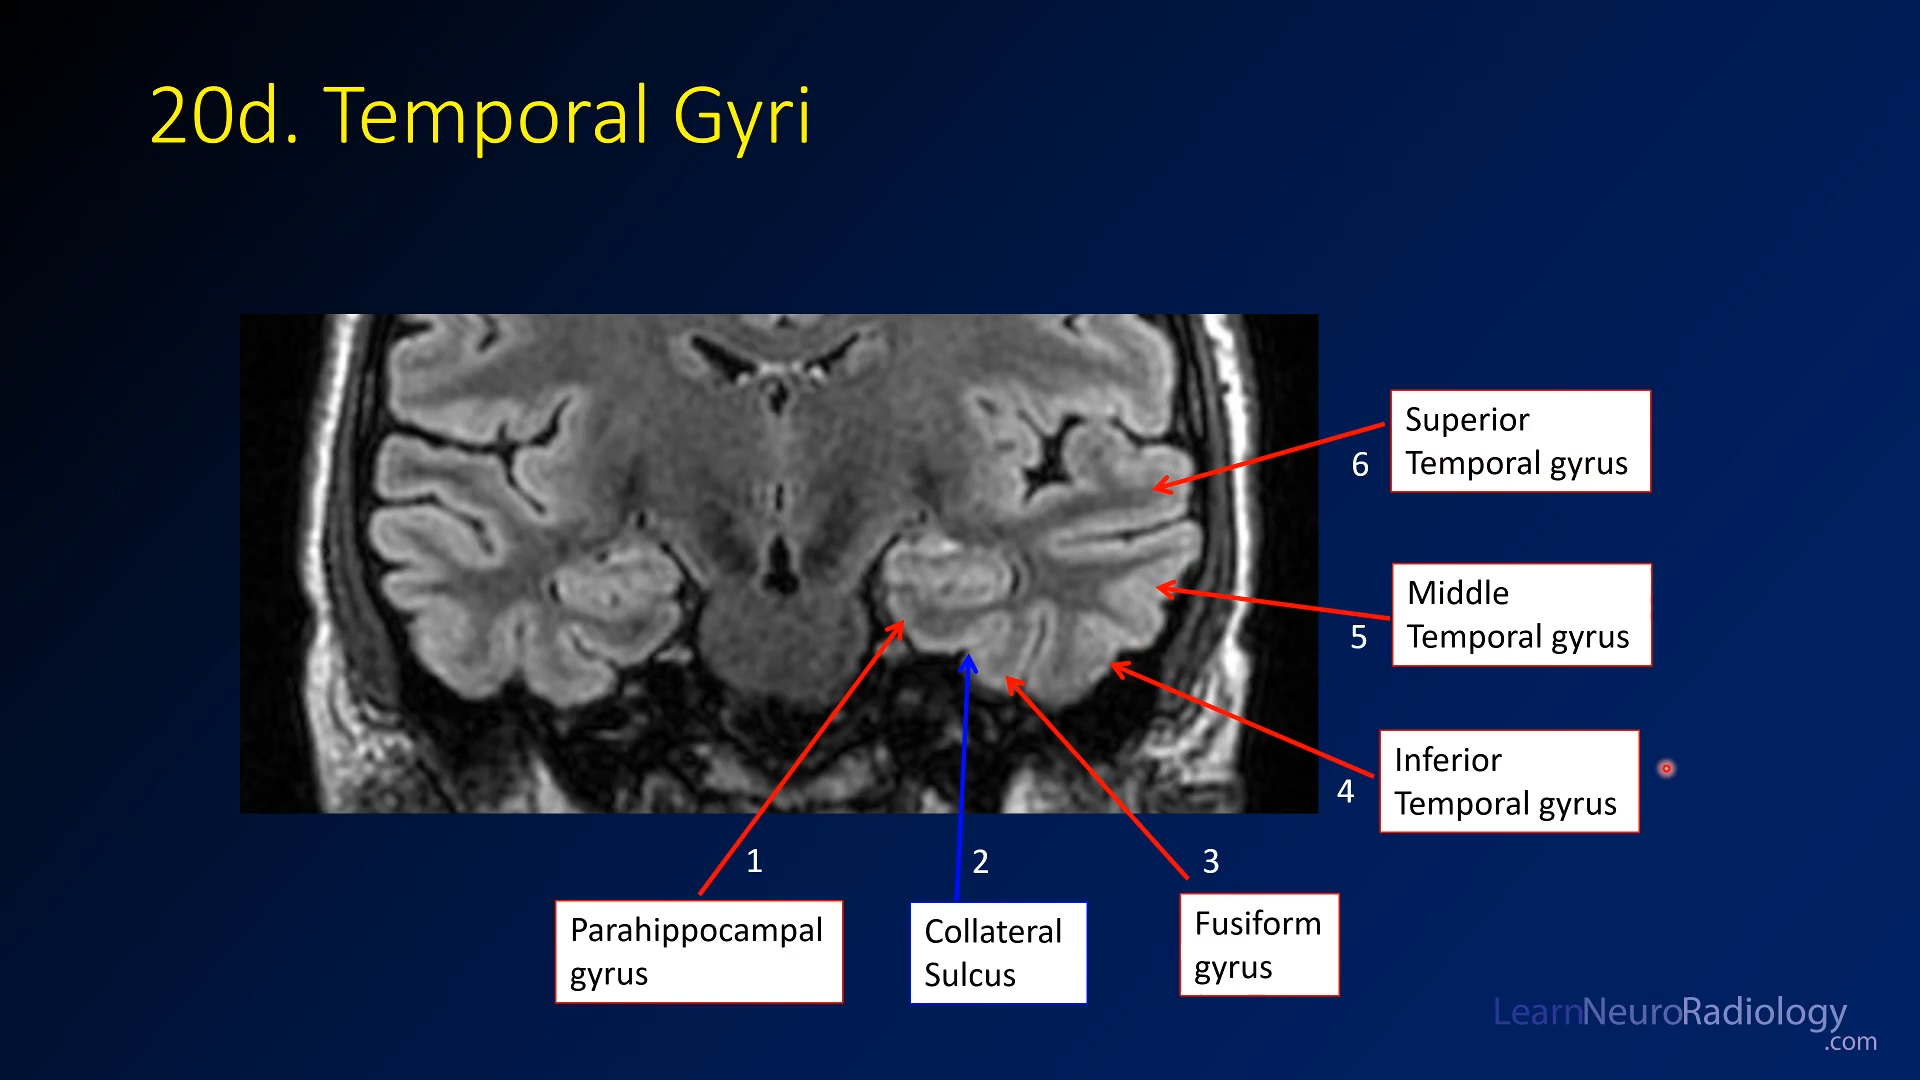 20d. Temporal Gyri
Superior
Temporal gyrus
6
Middle
Temporal gyrus
5
Inferior
Temporal gyrus
4
1
2
3
Parahippocampal
gyrus
Collateral
Sulcus
Fusiform
gyrus
LearnNeuroRadiology
.com